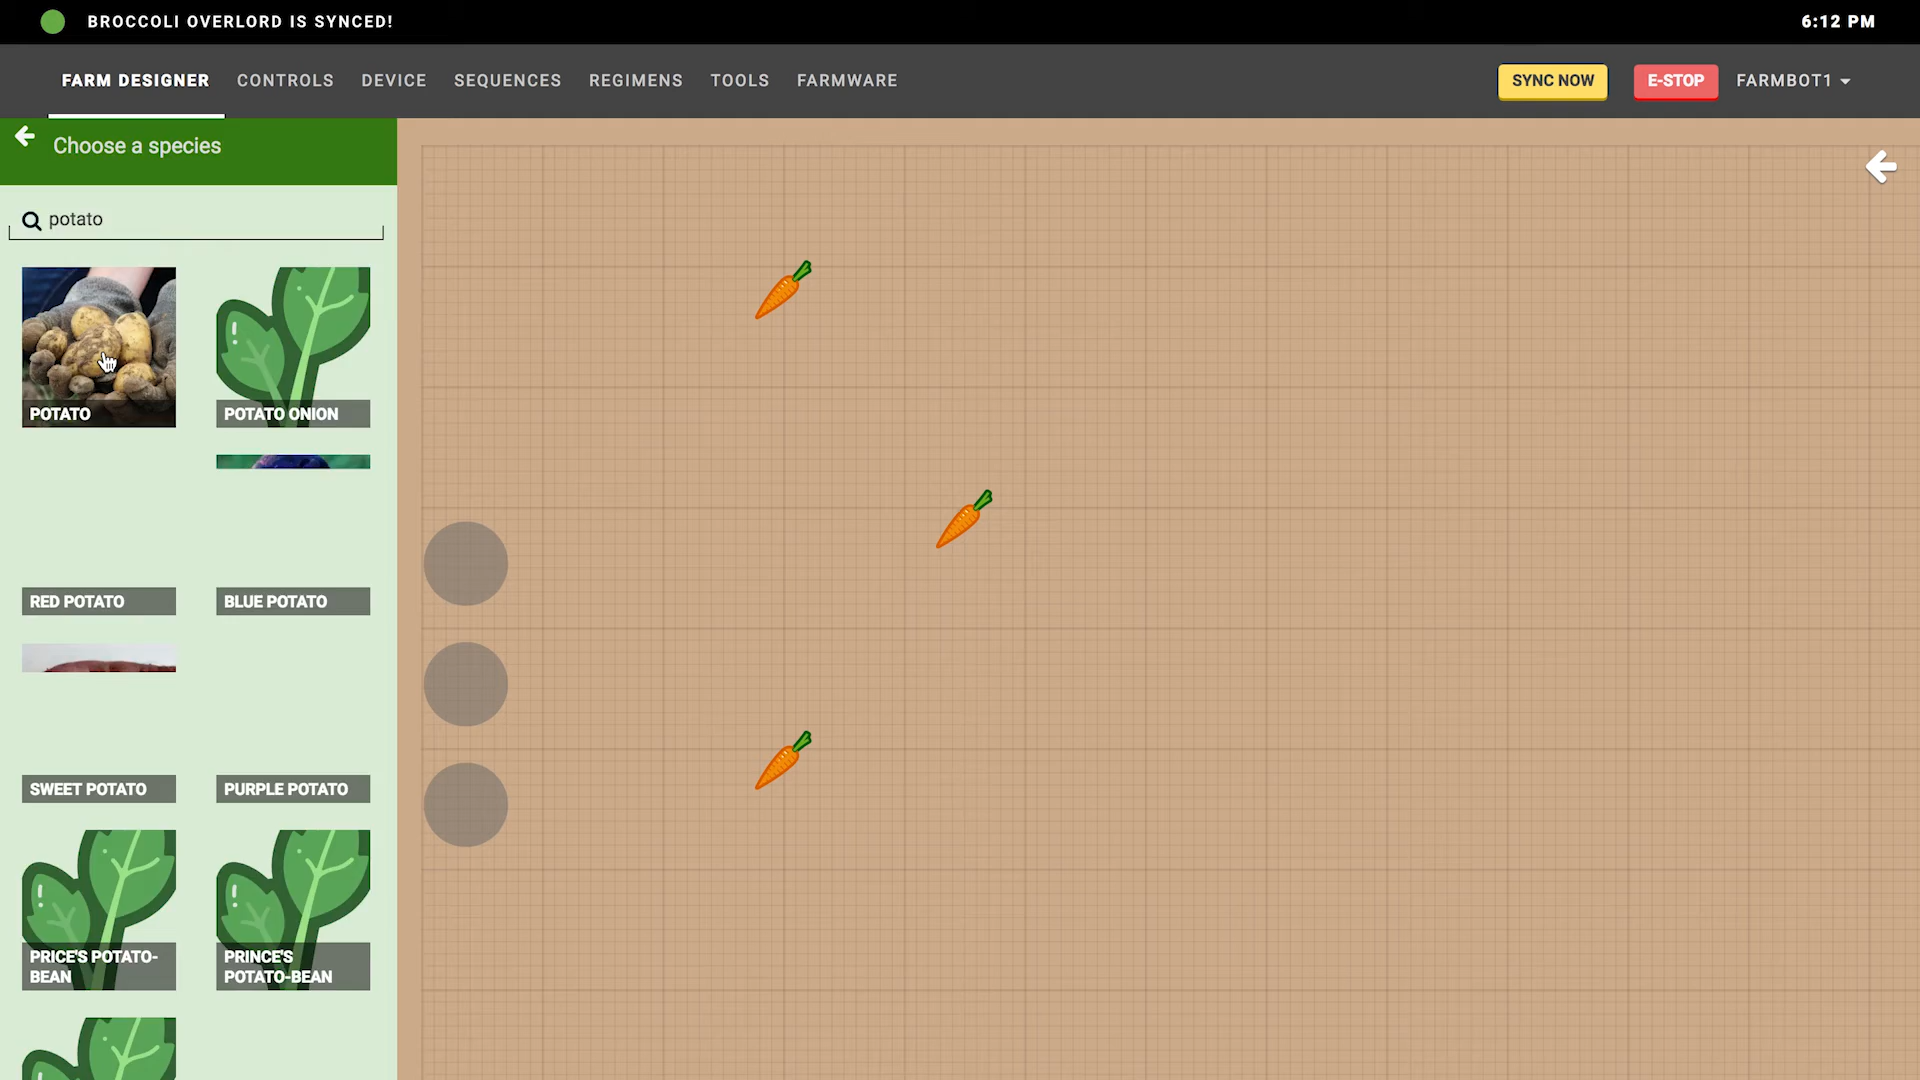 BROCCOLI OVERLORD IS SYNCED!
6:12 PM
FARM DESIGNER CONTROLS DEVICE SEQUENCES REGIMENS TOOLS FARMWARE
SYNC NOW
E-STOP
FARMBOT1
Choose a species
potato
POTATO
POTATO ONION
RED POTATO
BLUE POTATO
SWEET POTATO
PURPLE POTATO
PRICE'S POTATO-
BEAN
PRINCE'S
POTATO-BEAN